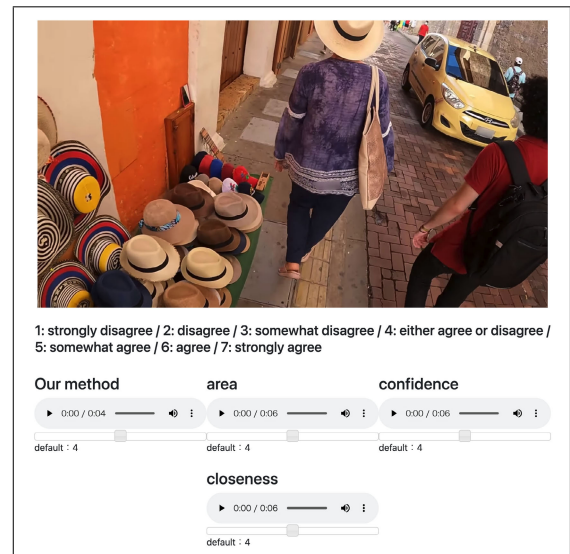 1: strongly disagree / 2: disagree / 3: somewhat disagree / 4: either agree or disagree /
5: somewhat agree / 6: agree / 7: strongly agree
Our method area confidence
0:00 / 0:04 0:00 / 0:06 0:00 / 0:06
default：4 default：4 default：4
closeness
0:00 / 0:06
default：4